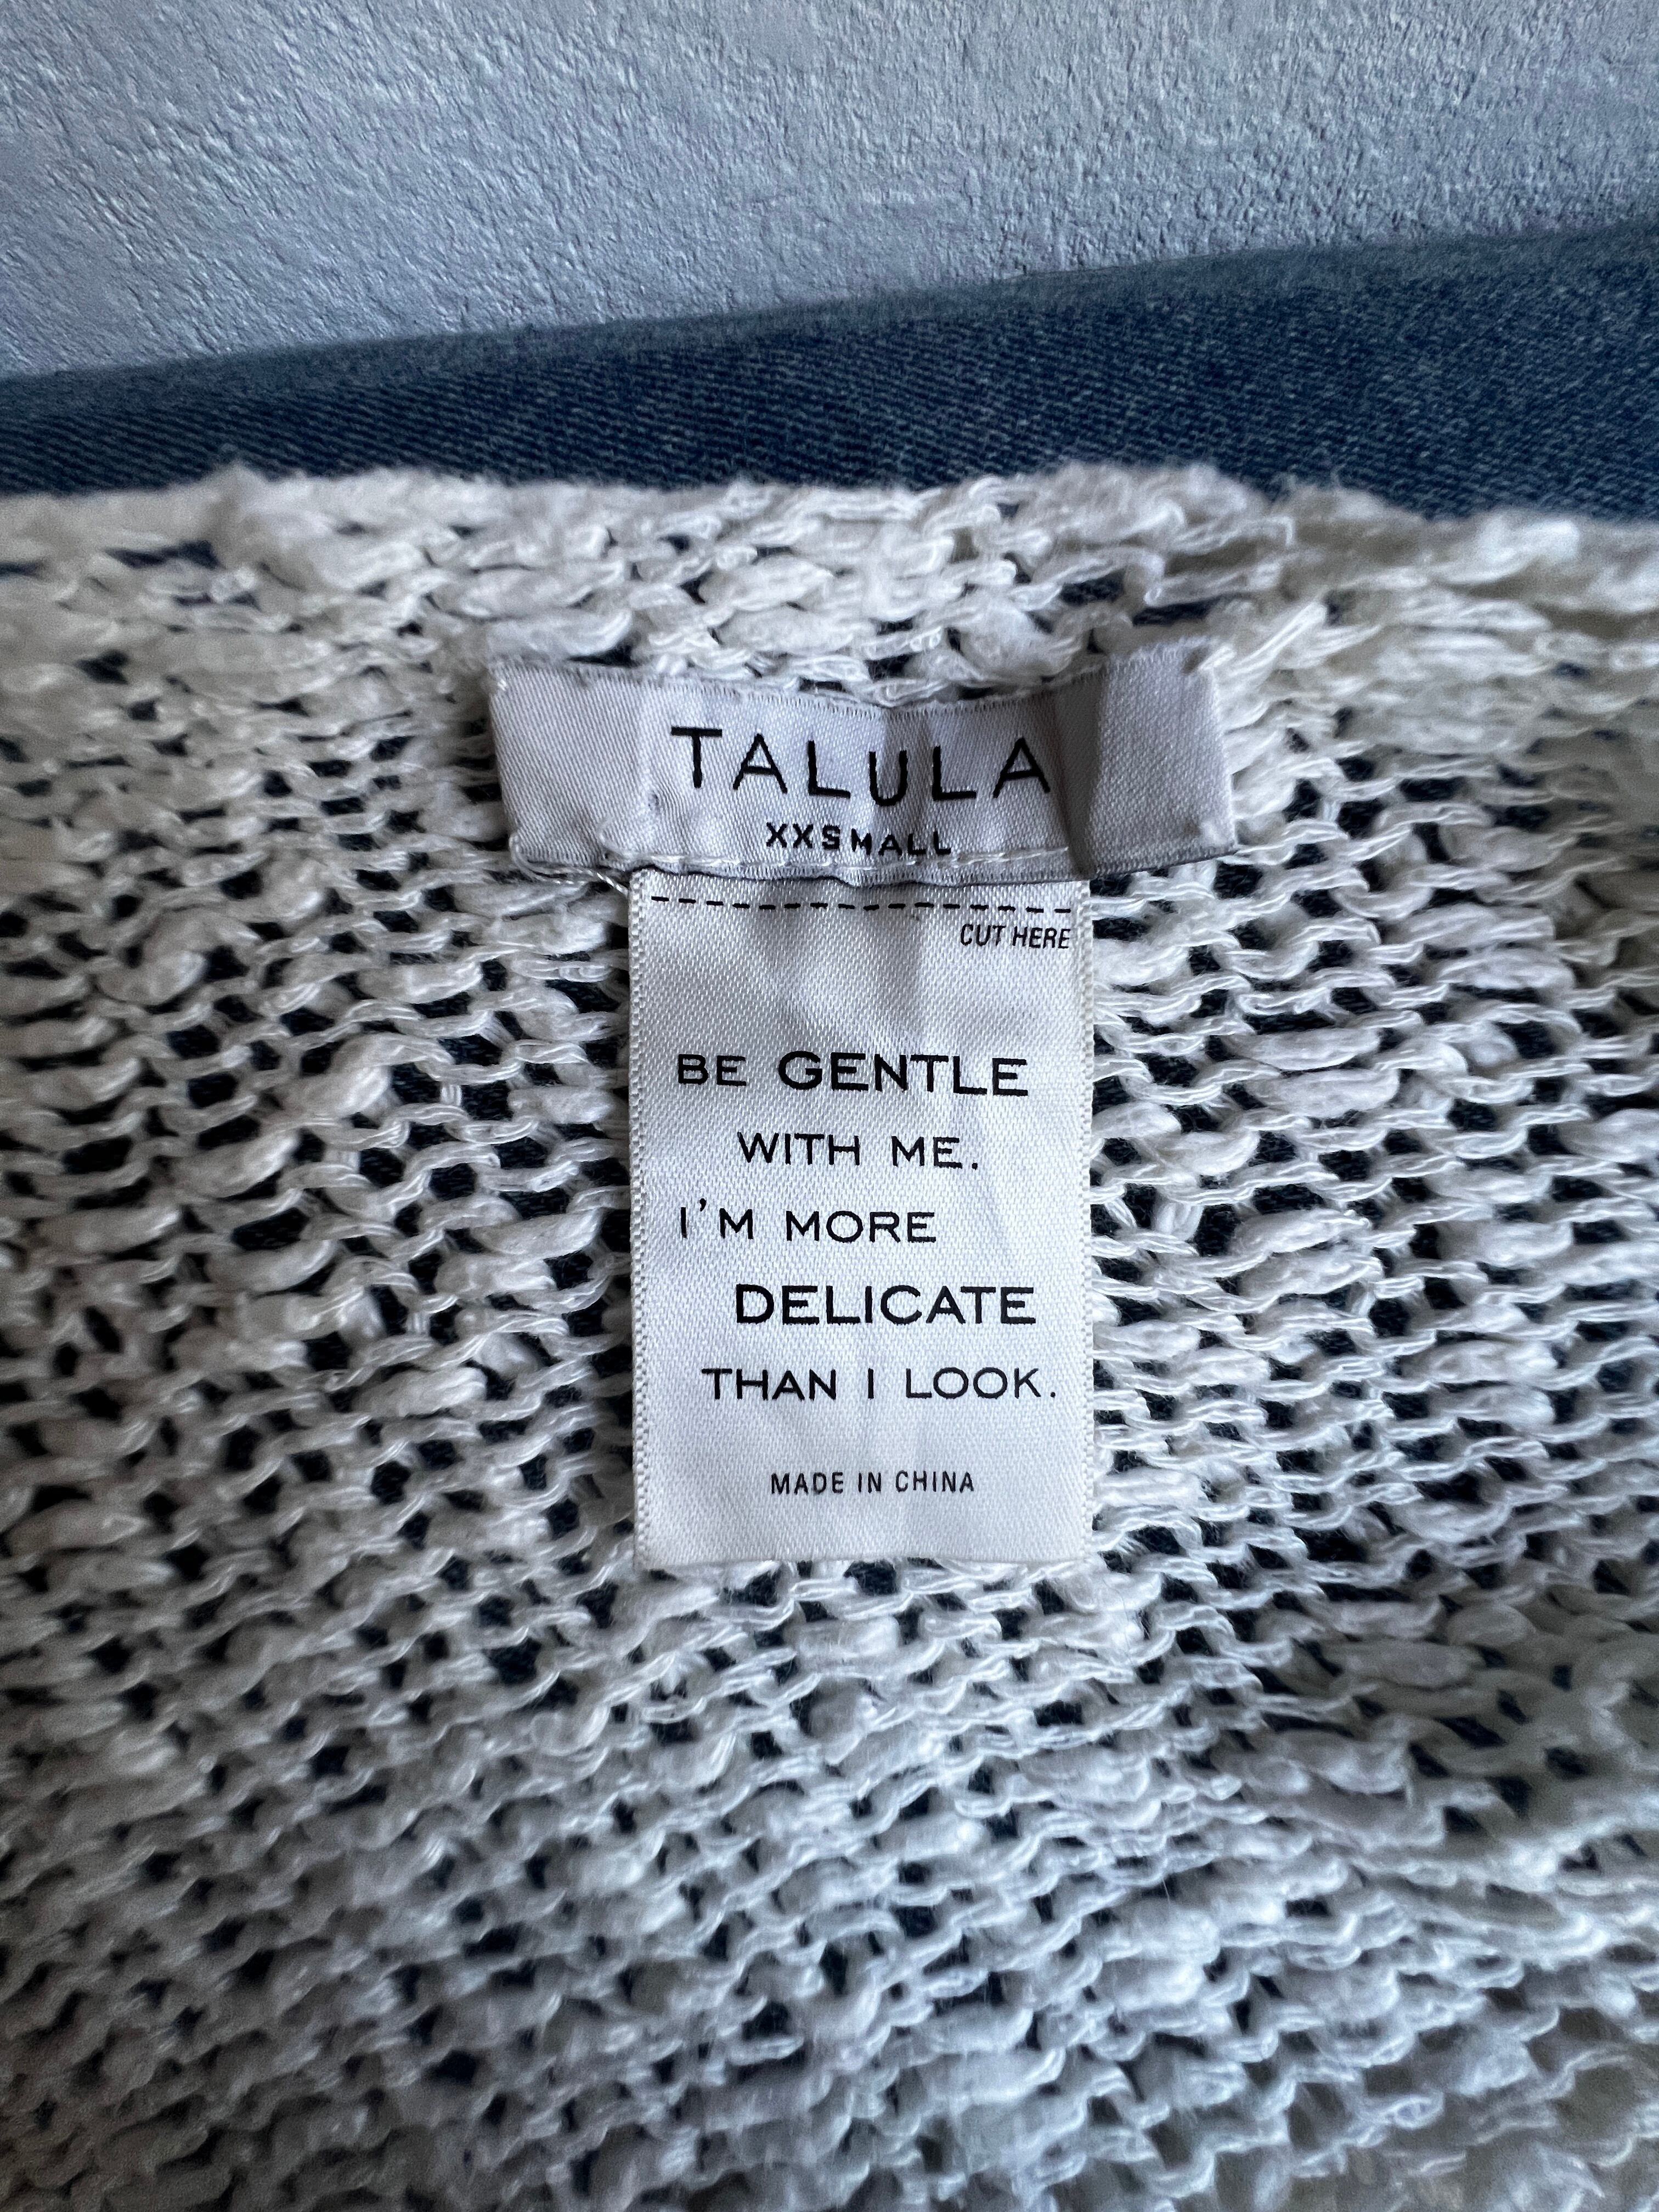 TALULA
XXSMALL
CUT HERE
BE GENTLE
WITH ME.
I'M MORE
DELICATE
THAN I LOOK.
MADE IN CHINA